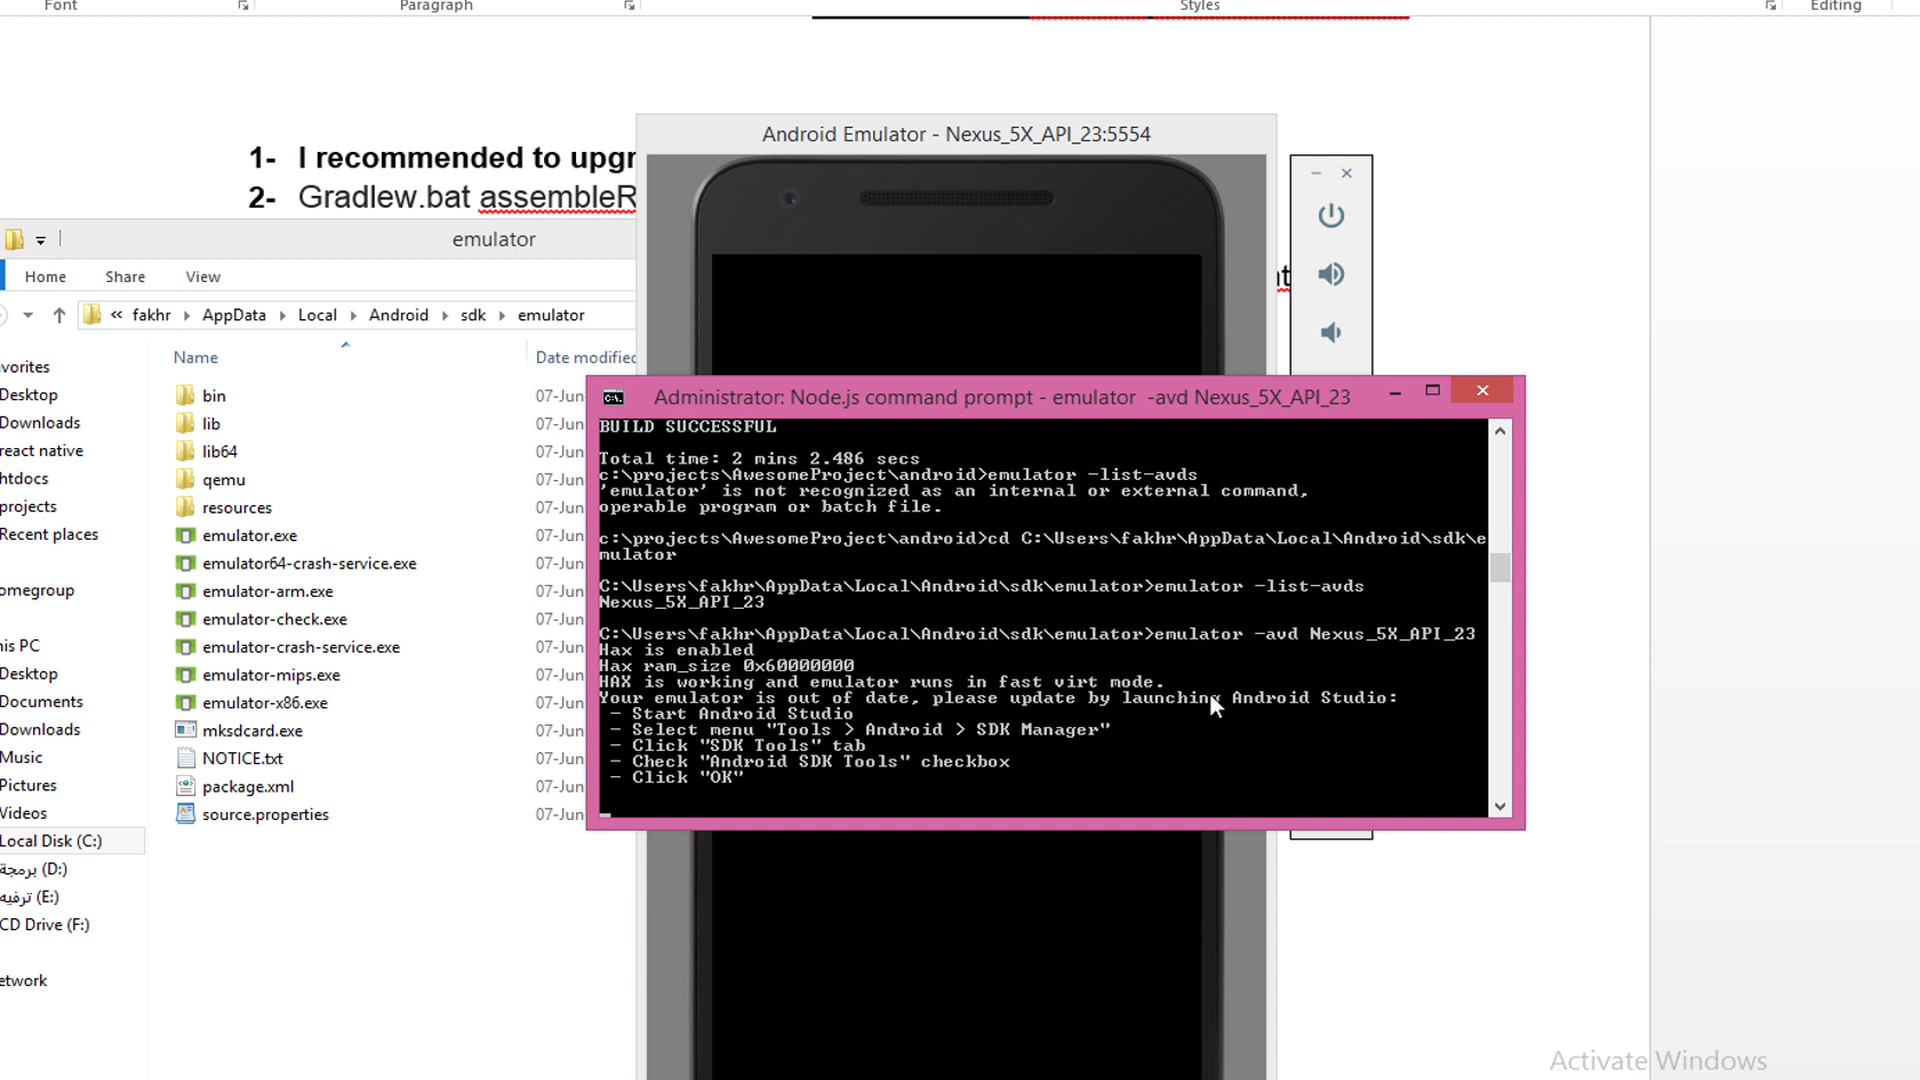 Font
Paragraph
Styles
Editing
1- I recommended to upgr
2- Gradlew.bat assembleR
Android Emulator - Nexus_5X_API_23:5554
emulator
Home
Share
View
« fakhr > AppData > Local > Android > sdk > emulator
Name
Date modified
vorites
Desktop
Downloads
react native
htdocs
projects
Recent places
omegroup
his PC
Desktop
Documents
Downloads
Music
Pictures
Videos
Local Disk (C:)
برمجة (D:)
ترفيه (E:)
CD Drive (F:)
etwork
bin 07-Jun
lib 07-Jun
lib64 07-Jun
qemu 07-Jun
resources 07-Jun
emulator.exe 07-Jun
emulator64-crash-service.exe 07-Jun
emulator-arm.exe 07-Jun
emulator-check.exe 07-Jun
emulator-crash-service.exe 07-Jun
emulator-mips.exe 07-Jun
emulator-x86.exe 07-Jun
mksdcard.exe 07-Jun
NOTICE.txt 07-Jun
package.xml 07-Jun
source.properties 07-Jun
Administrator: Node.js command prompt - emulator -avd Nexus_5X_API_23
BUILD SUCCESSFUL
Total time: 2 mins 2.486 secs
c:\projects\AwesomeProject\android>emulator -list-avds
'emulator' is not recognized as an internal or external command,
operable program or batch file.
c:\projects\AwesomeProject\android>cd C:\Users\fakhr\AppData\Local\Android\sdk\e
mulator
C:\Users\fakhr\AppData\Local\Android\sdk\emulator>emulator -list-avds
Nexus_5X_API_23
C:\Users\fakhr\AppData\Local\Android\sdk\emulator>emulator -avd Nexus_5X_API_23
Hax is enabled
Hax ram_size 0x60000000
HAX is working and emulator runs in fast virt mode.
Your emulator is out of date, please update by launching Android Studio:
- Start Android Studio
- Select menu "Tools > Android > SDK Manager"
- Click "SDK Tools" tab
- Check "Android SDK Tools" checkbox
- Click "OK"
Activate Windows